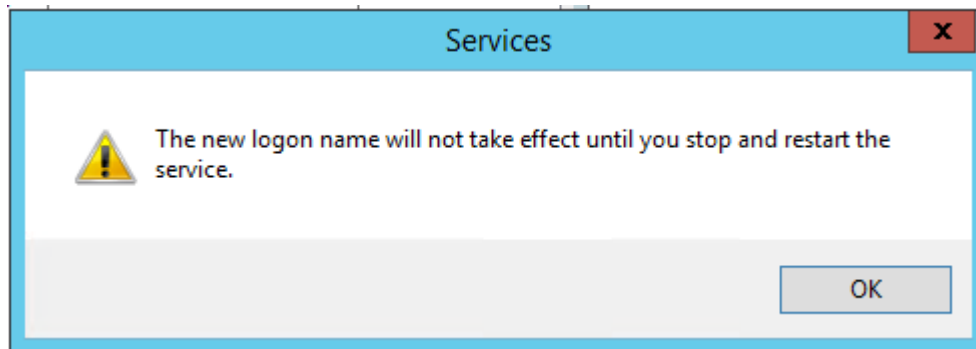 Services
x
The new logon name will not take effect until you stop and restart the
service.
OK